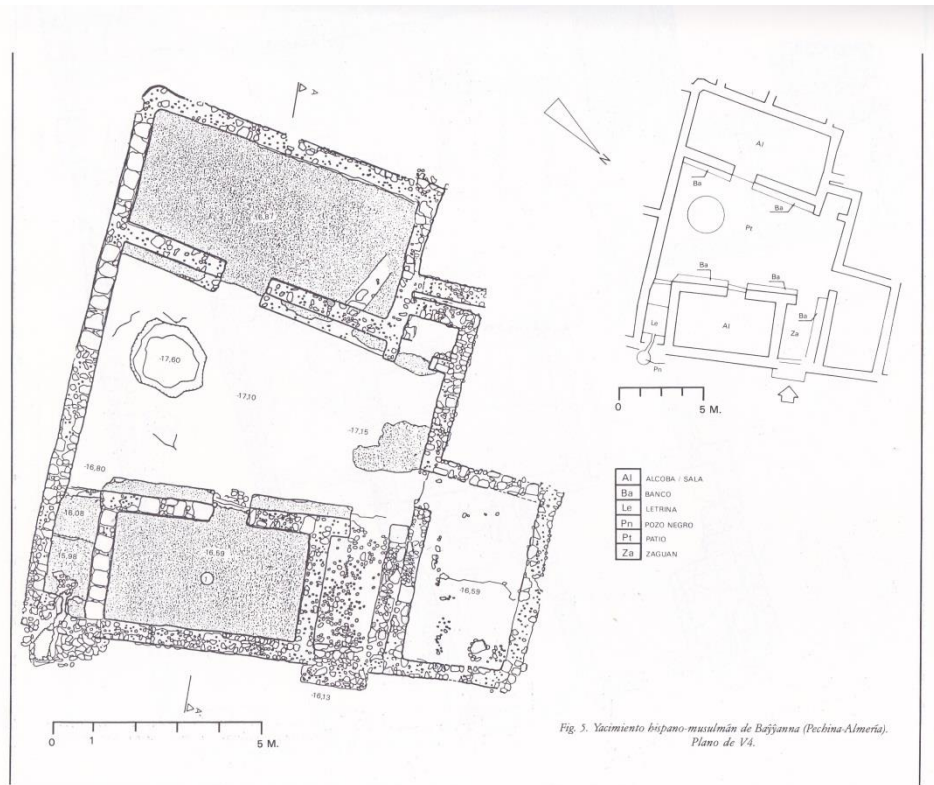 A
-16,87
-17,60
-17,10
-17,15
-16,80
-16,08
-15,98
-16,59
-16,59
-16,13
A
0 1 5 M.
N
Al
Ba
Ba
Pt
Ba
Ba
Ba
Le
Al
Za
Pn
0 5 M.
Al ALCOBA / SALA
Ba BANCO
Le LETRINA
Pn POZO NEGRO
Pt PATIO
Za ZAGUAN
Fig. 5. Yacimiento hispano-musulmán de Baŷŷanna (Pechina-Almería).
Plano de V4.